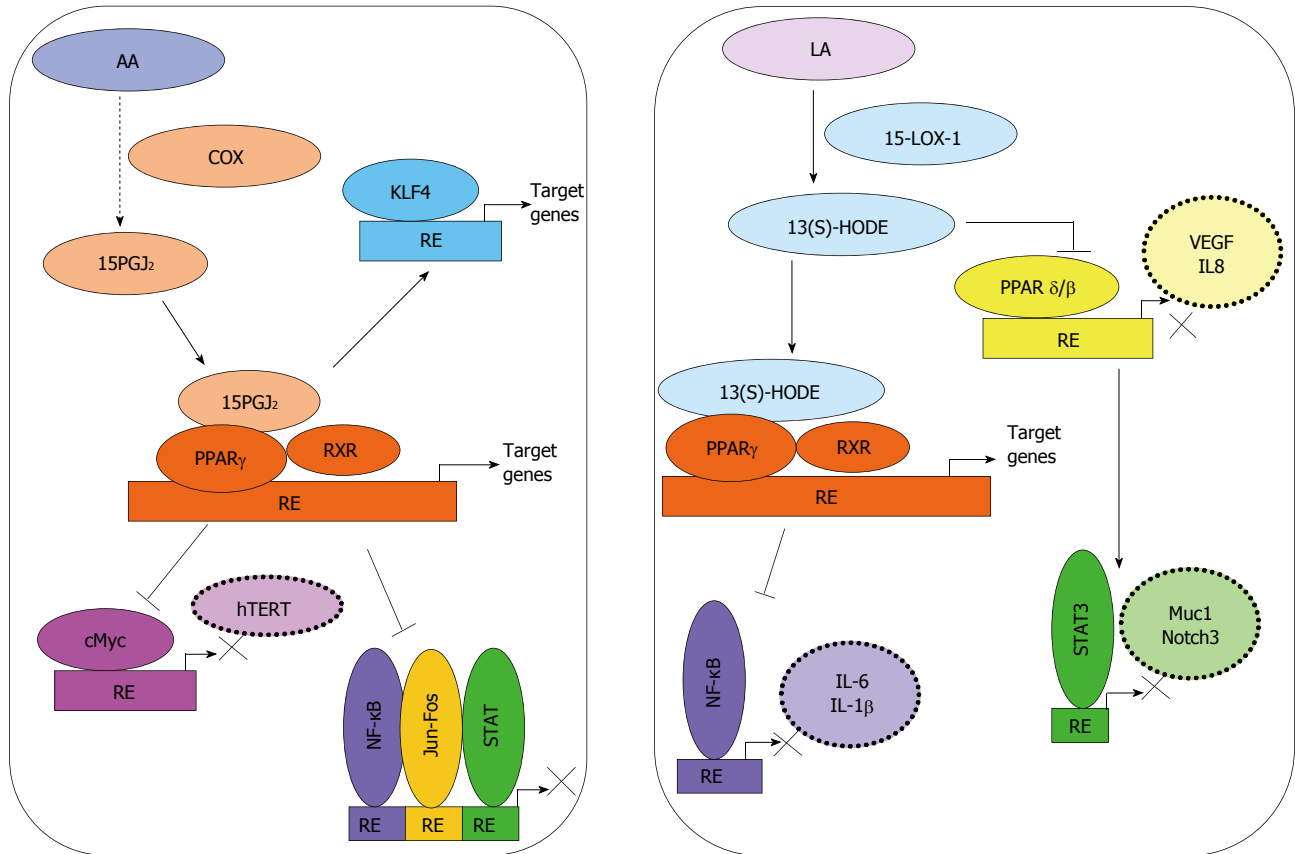 AA
COX
15PGJ₂
KLF4
RE
Target
genes
15PGJ₂
PPARγ
RXR
RE
Target
genes
cMyc
RE
hTERT
NF-κB
Jun-Fos
STAT
RE
RE
RE
LA
15-LOX-1
13(S)-HODE
PPAR δ/β
RE
VEGF
IL8
13(S)-HODE
PPARγ
RXR
RE
Target
genes
NF-κB
RE
IL-6
IL-1β
STAT3
RE
Muc1
Notch3